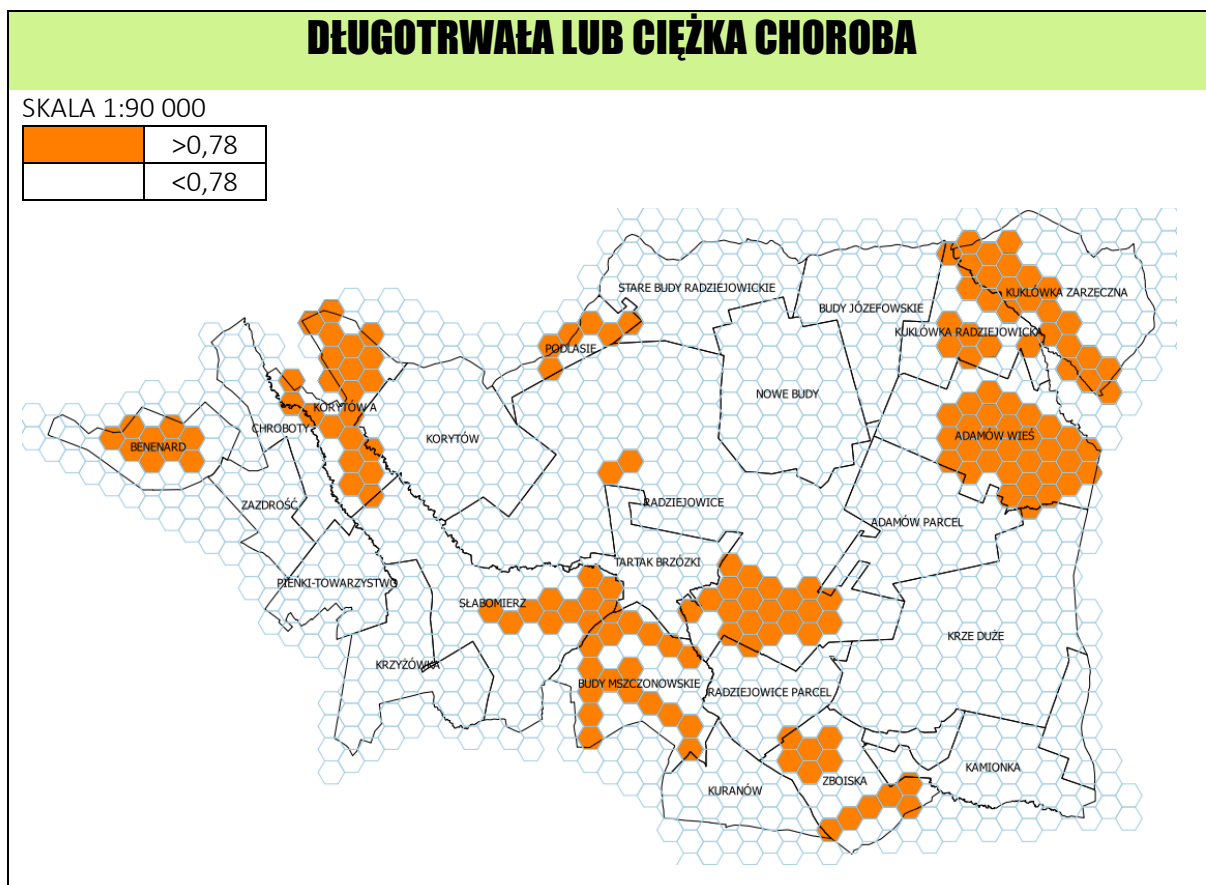 DŁUGOTRWAŁA LUB CIĘŻKA CHOROBA
SKALA 1:90 000
>0,78
<0,78
STARE BUDY RADZIEJOWICKIE
KUKLÓWKA ZARZECZNA
BUDY JÓZEFOWSKIE
KUKLÓWKA RADZIEJOWICKA
PODLASIE
NOWE BUDY
KORYTÓW A
CHROBOTY
KORYTÓW
ADAMÓW WIEŚ
BENENARD
ZAZDROŚĆ
RADZIEJOWICE
ADAMÓW PARCEL
TARTAK BRZÓZKI
PIEŃKI-TOWARZYSTWO
SŁABOMIERZ
KRZE DUŻE
KRZYŻÓWKA
BUDY MSZCZONOWSKIE
RADZIEJOWICE PARCEL
KAMIONKA
ZBOISKA
KURANÓW